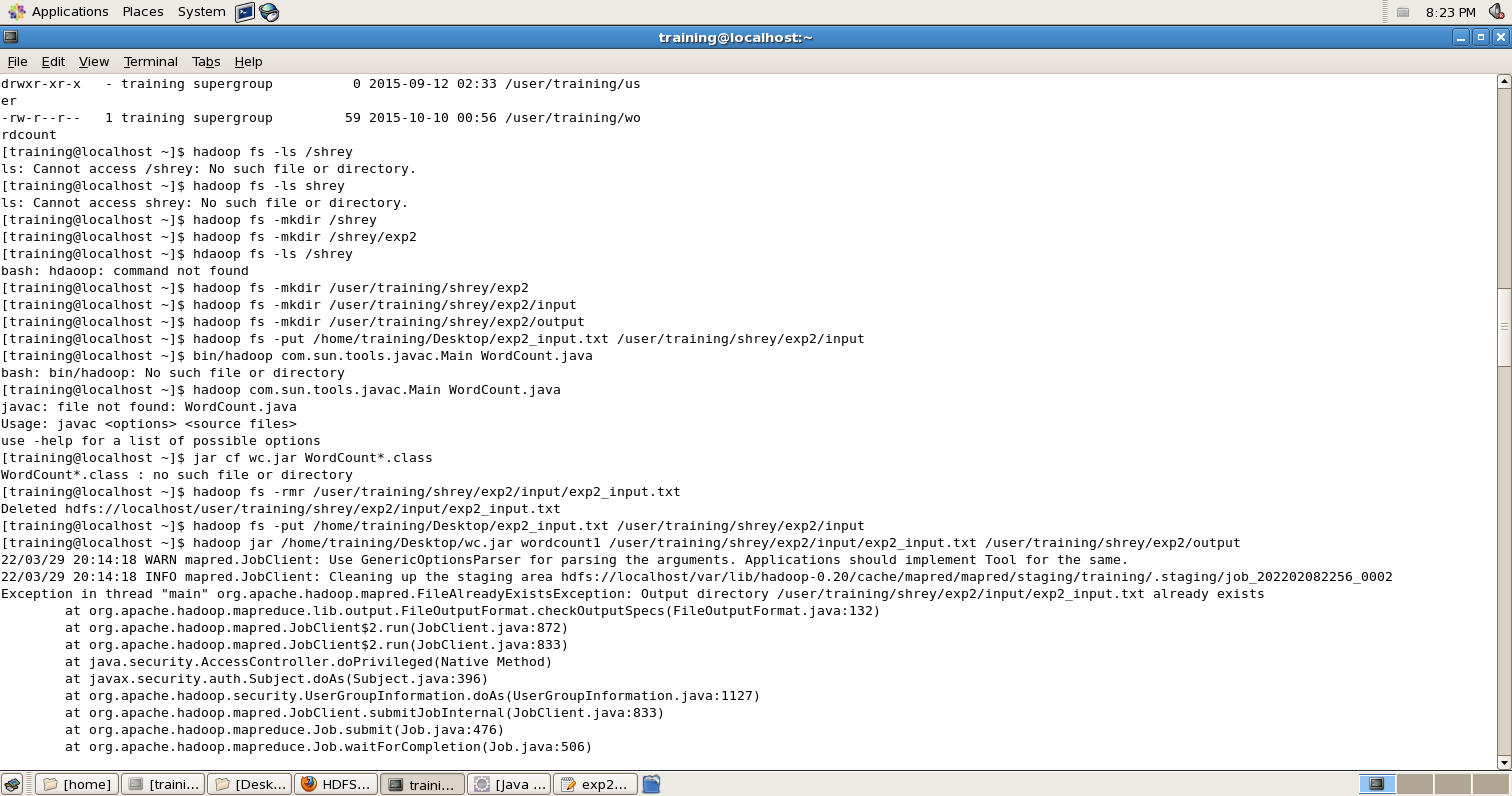 Applications Places System 8:23 PM
training@localhost:~
File Edit View Terminal Tabs Help
drwxr-xr-x   - training supergroup          0 2015-09-12 02:33 /user/training/us
er
-rw-r--r--   1 training supergroup         59 2015-10-10 00:56 /user/training/wo
rdcount
[training@localhost ~]$ hadoop fs -ls /shrey
ls: Cannot access /shrey: No such file or directory.
[training@localhost ~]$ hadoop fs -ls shrey
ls: Cannot access shrey: No such file or directory.
[training@localhost ~]$ hadoop fs -mkdir /shrey
[training@localhost ~]$ hadoop fs -mkdir /shrey/exp2
[training@localhost ~]$ hdaoop fs -ls /shrey
bash: hdaoop: command not found
[training@localhost ~]$ hadoop fs -mkdir /user/training/shrey/exp2
[training@localhost ~]$ hadoop fs -mkdir /user/training/shrey/exp2/input
[training@localhost ~]$ hadoop fs -mkdir /user/training/shrey/exp2/output
[training@localhost ~]$ hadoop fs -put /home/training/Desktop/exp2_input.txt /user/training/shrey/exp2/input
[training@localhost ~]$ bin/hadoop com.sun.tools.javac.Main WordCount.java
bash: bin/hadoop: No such file or directory
[training@localhost ~]$ hadoop com.sun.tools.javac.Main WordCount.java
javac: file not found: WordCount.java
Usage: javac <options> <source files>
use -help for a list of possible options
[training@localhost ~]$ jar cf wc.jar WordCount*.class
WordCount*.class : no such file or directory
[training@localhost ~]$ hadoop fs -rmr /user/training/shrey/exp2/input/exp2_input.txt
Deleted hdfs://localhost/user/training/shrey/exp2/input/exp2_input.txt
[training@localhost ~]$ hadoop fs -put /home/training/Desktop/exp2_input.txt /user/training/shrey/exp2/input
[training@localhost ~]$ hadoop jar /home/training/Desktop/wc.jar wordcount1 /user/training/shrey/exp2/input/exp2_input.txt /user/training/shrey/exp2/output
22/03/29 20:14:18 WARN mapred.JobClient: Use GenericOptionsParser for parsing the arguments. Applications should implement Tool for the same.
22/03/29 20:14:18 INFO mapred.JobClient: Cleaning up the staging area hdfs://localhost/var/lib/hadoop-0.20/cache/mapred/mapred/staging/training/.staging/job_202202082256_0002
Exception in thread "main" org.apache.hadoop.mapred.FileAlreadyExistsException: Output directory /user/training/shrey/exp2/input/exp2_input.txt already exists
        at org.apache.hadoop.mapreduce.lib.output.FileOutputFormat.checkOutputSpecs(FileOutputFormat.java:132)
        at org.apache.hadoop.mapred.JobClient$2.run(JobClient.java:872)
        at org.apache.hadoop.mapred.JobClient$2.run(JobClient.java:833)
        at java.security.AccessController.doPrivileged(Native Method)
        at javax.security.auth.Subject.doAs(Subject.java:396)
        at org.apache.hadoop.security.UserGroupInformation.doAs(UserGroupInformation.java:1127)
        at org.apache.hadoop.mapred.JobClient.submitJobInternal(JobClient.java:833)
        at org.apache.hadoop.mapreduce.Job.submit(Job.java:476)
        at org.apache.hadoop.mapreduce.Job.waitForCompletion(Job.java:506)
[home] [traini... [Desk... HDFS... traini... [Java ... exp2...